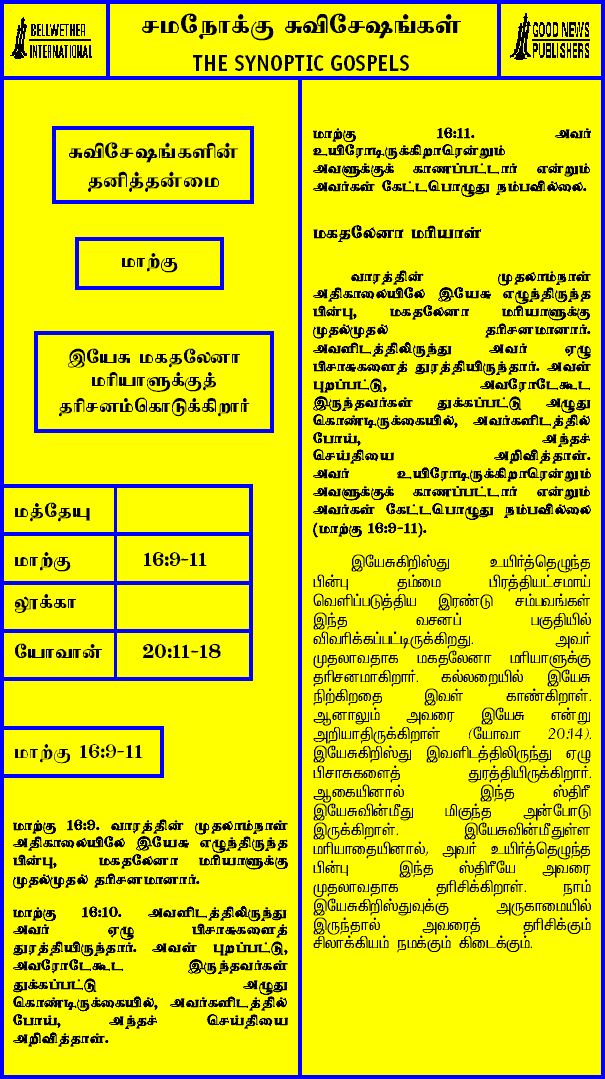 BELLWETHER
INTERNATIONAL
சமநோக்கு சுவிசேஷங்கள்
THE SYNOPTIC GOSPELS
GOOD NEWS
PUBLISHERS
சுவிசேஷங்களின்
தனித்தன்மை
மாற்கு
இயேசு மகதலேனா
மரியாளுக்குத்
தரிசனம்கொடுக்கிறார்
மத்தேயு
மாற்கு 16:9-11
லூக்கா
யோவான் 20:11-18
மாற்கு 16:9-11
மாற்கு 16:9. வாரத்தின் முதலாம்நாள்
அதிகாலையிலே இயேசு எழுந்திருந்த
பின்பு, மகதலேனா மரியாளுக்கு
முதல்முதல் தரிசனமானார்.
மாற்கு 16:10. அவளிடத்திலிருந்து
அவர் ஏழு பிசாசுகளைத்
துரத்தியிருந்தார். அவள் புறப்பட்டு,
அவரோடேகூட இருந்தவர்கள்
துக்கப்பட்டு அழுது
கொண்டிருக்கையில், அவர்களிடத்தில்
போய், அந்தச் செய்தியை
அறிவித்தாள்.
மாற்கு 16:11. அவர்
உயிரோடிருக்கிறாரென்றும்
அவளுக்குக் காணப்பட்டார் என்றும்
அவர்கள் கேட்டபொழுது நம்பவில்லை.
மகதலேனா மரியாள்
வாரத்தின் முதலாம்நாள்
அதிகாலையிலே இயேசு எழுந்திருந்த
பின்பு, மகதலேனா மரியாளுக்கு
முதல்முதல் தரிசனமானார்.
அவளிடத்திலிருந்து அவர் ஏழு
பிசாசுகளைத் துரத்தியிருந்தார். அவள்
புறப்பட்டு, அவரோடேகூட
இருந்தவர்கள் துக்கப்பட்டு அழுது
கொண்டிருக்கையில், அவர்களிடத்தில்
போய், அந்தச்
செய்தியை அறிவித்தாள்.
அவர் உயிரோடிருக்கிறாரென்றும்
அவளுக்குக் காணப்பட்டார் என்றும்
அவர்கள் கேட்டபொழுது நம்பவில்லை
(மாற்கு 16:9-11).
இயேசுகிறிஸ்து உயிர்த்தெழுந்த
பின்பு தம்மை பிரத்தியட்சமாய்
வெளிப்படுத்திய இரண்டு சம்பவங்கள்
இந்த வசனப் பகுதியில்
விவரிக்கப்பட்டிருக்கிறது. அவர்
முதலாவதாக மகதலேனா மரியாளுக்கு
தரிசனமாகிறார். கல்லறையில் இயேசு
நிற்கிறதை இவள் காண்கிறாள்.
ஆனாலும் அவரை இயேசு என்று
அறியாதிருக்கிறாள் (யோவா 20:14).
இயேசுகிறிஸ்து இவளிடத்திலிருந்து ஏழு
பிசாசுகளைத் துரத்தியிருக்கிறார்.
ஆகையினால் இந்த ஸ்திரீ
இயேசுவின்மீது மிகுந்த அன்போடு
இருக்கிறாள். இயேசுவின்மீதுள்ள
மரியாதையினால், அவர் உயிர்த்தெழுந்த
பின்பு இந்த ஸ்திரீயே அவரை
முதலாவதாக தரிசிக்கிறாள். நாம்
இயேசுகிறிஸ்துவுக்கு அருகாமையில்
இருந்தால் அவரைத் தரிசிக்கும்
சிலாக்கியம் நமக்கும் கிடைக்கும்.